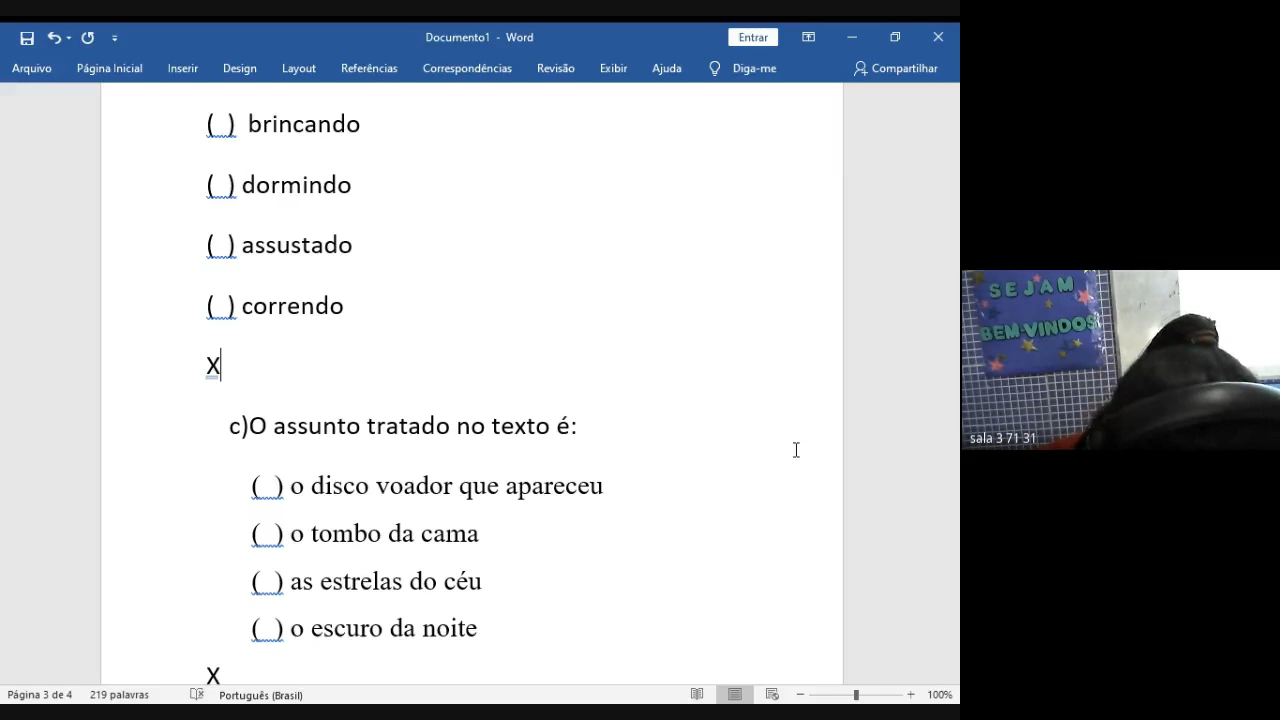 Documento1 - Word
Entrar
Arquivo Página Inicial Inserir Design Layout Referências Correspondências Revisão Exibir Ajuda Diga-me Compartilhar
( ) brincando
( ) dormindo
( ) assustado
( ) correndo
X
c)O assunto tratado no texto é:
( ) o disco voador que apareceu
( ) o tombo da cama
( ) as estrelas do céu
( ) o escuro da noite
X
Página 3 de 4 219 palavras Português (Brasil) 100%
SEJAM
BEM-VINDOS
sala 3 71 31